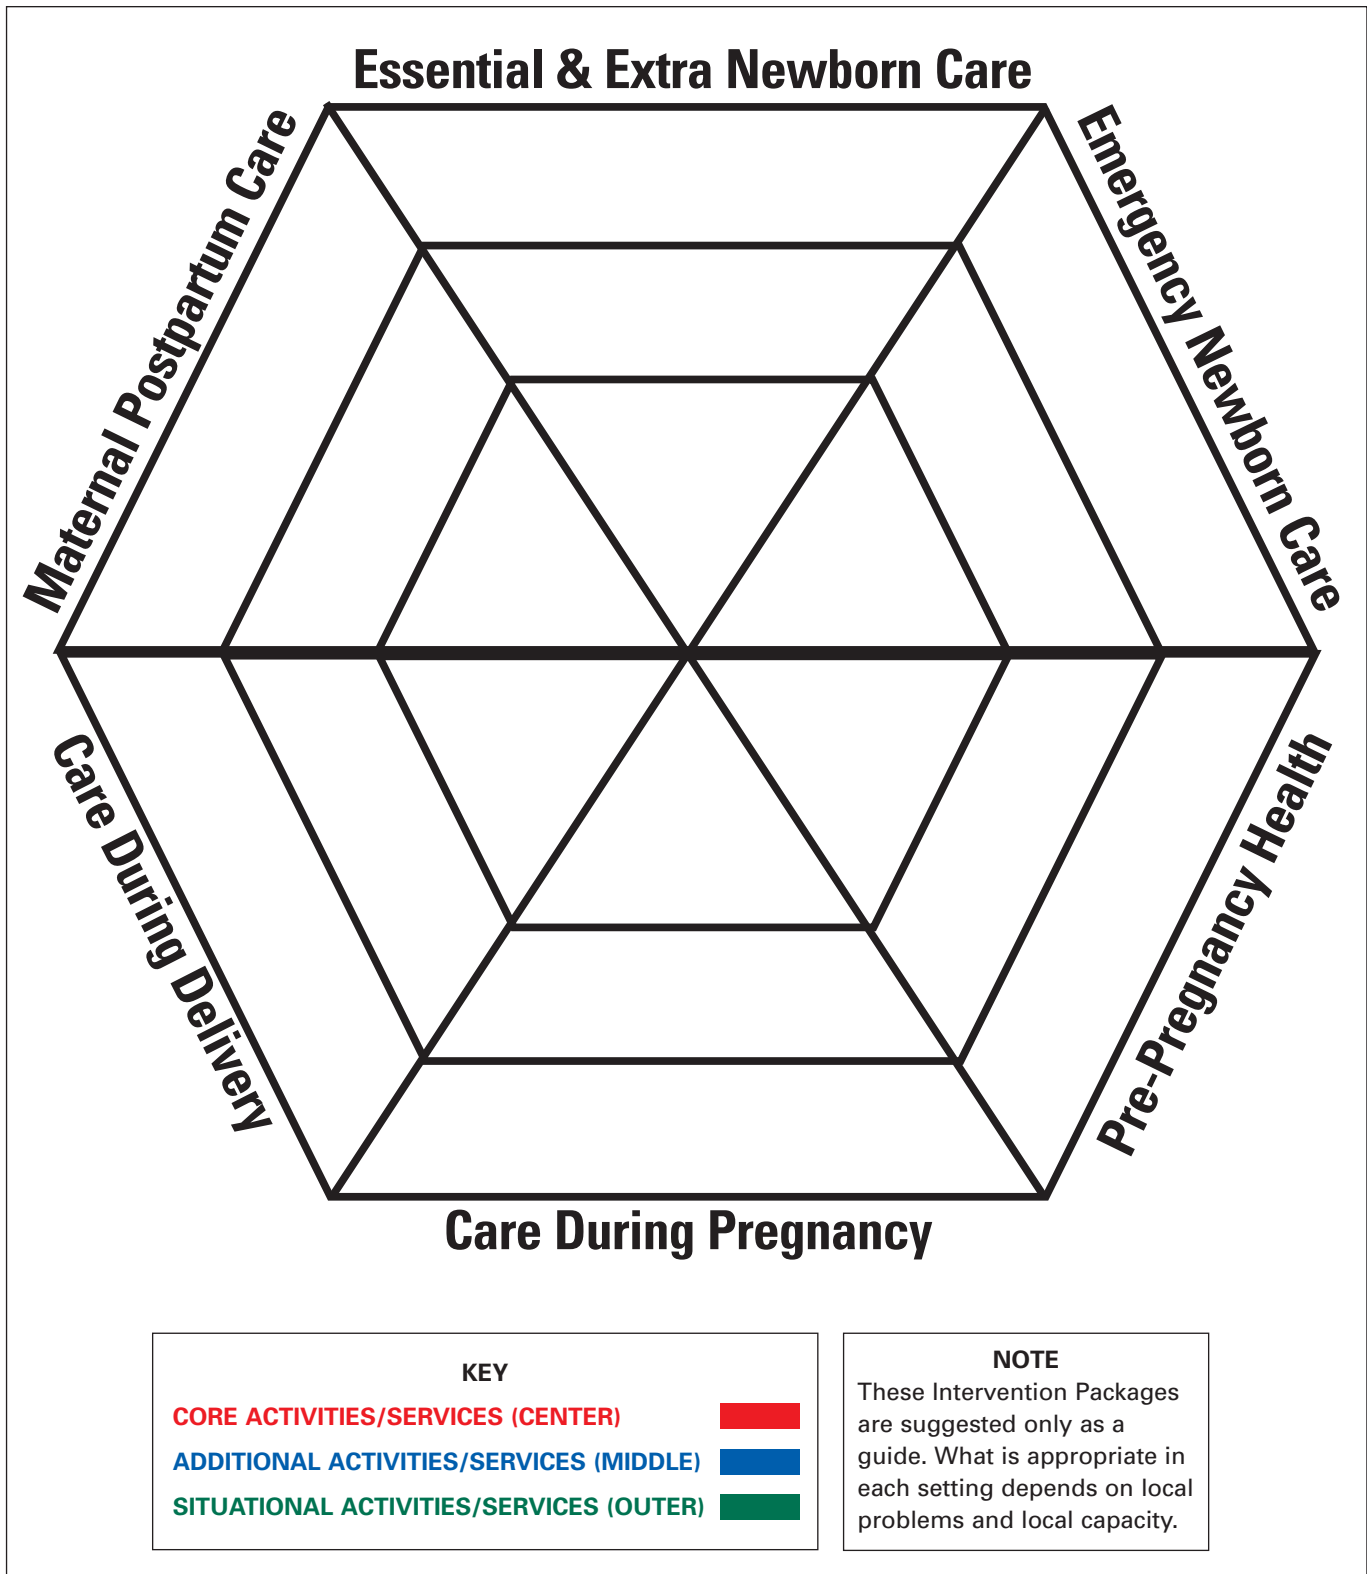 Essential & Extra Newborn Care
Maternal Postpartum Care
Emergency Newborn Care
Care During Delivery
Pre-Pregnancy Health
Care During Pregnancy
KEY
CORE ACTIVITIES/SERVICES (CENTER)
ADDITIONAL ACTIVITIES/SERVICES (MIDDLE)
SITUATIONAL ACTIVITIES/SERVICES (OUTER)
NOTE
These Intervention Packages
are suggested only as a
guide. What is appropriate in
each setting depends on local
problems and local capacity.